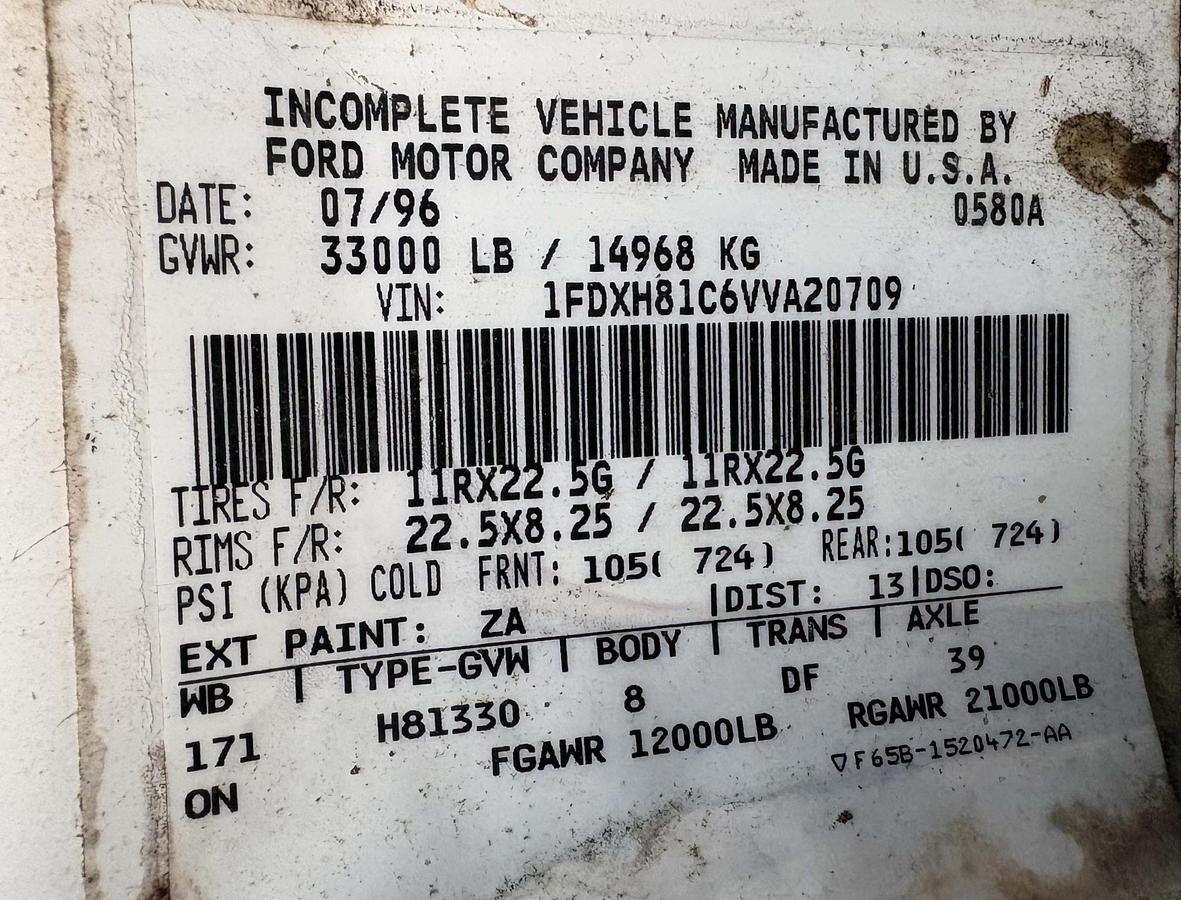 INCOMPLETE VEHICLE MANUFACTURED BY
FORD MOTOR COMPANY MADE IN U.S.A.
DATE: 07/96 0580A
GVWR: 33000 LB / 14968 KG
VIN: 1FDXH81C6VVA20709
TIRES F/R: 11RX22.5G / 11RX22.5G
RIMS F/R: 22.5X8.25 / 22.5X8.25
PSI (KPA) COLD FRNT: 105( 724) REAR:105( 724)
EXT PAINT: ZA |DIST: 13|DSO:
WB | TYPE-GVW | BODY | TRANS | AXLE
171 H81330 8 DF 39
ON FGAWR 12000LB RGAWR 21000LB
▽F65B-1520472-AA